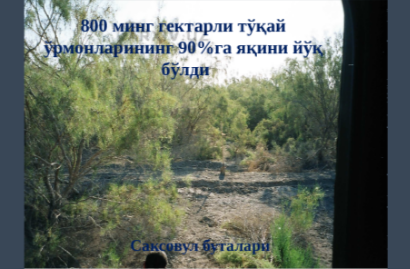 800 минг гектарли тўқай
ўрмонларининг 90%га яқини йўқ
бўлди
Саксовул буталари